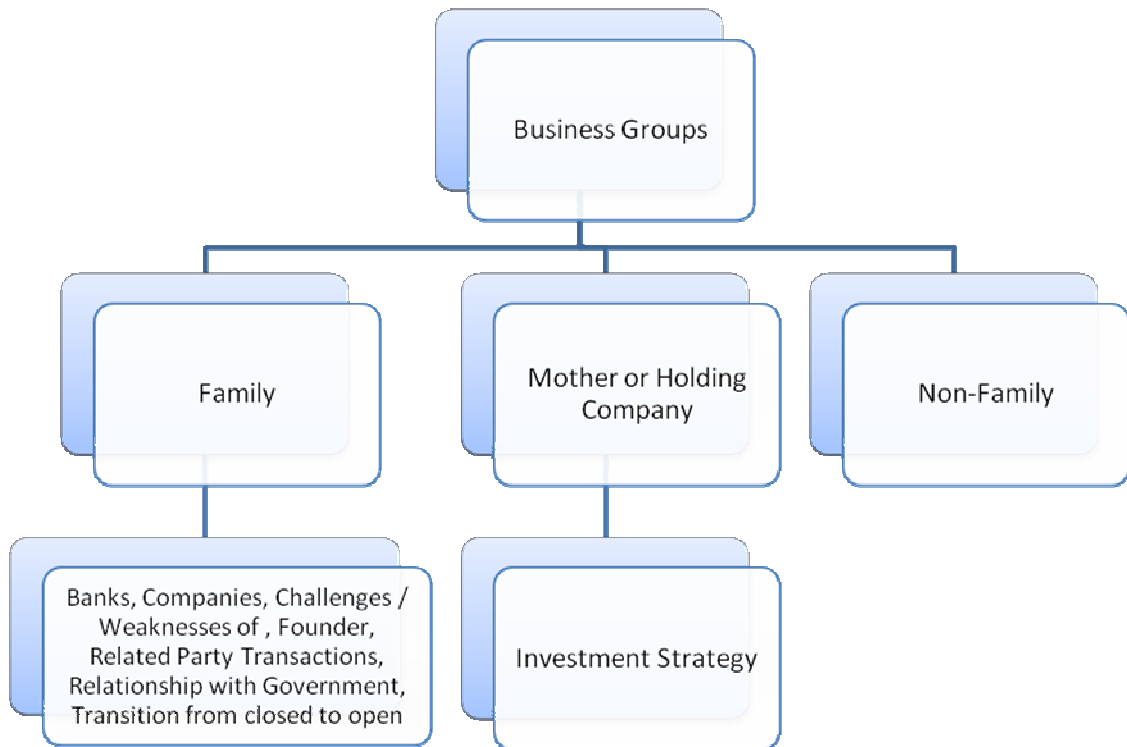 Business Groups
Family
Mother or Holding
Company
Non-Family
Banks, Companies, Challenges /
Weaknesses of , Founder,
Related Party Transactions,
Relationship with Government,
Transition from closed to open
Investment Strategy